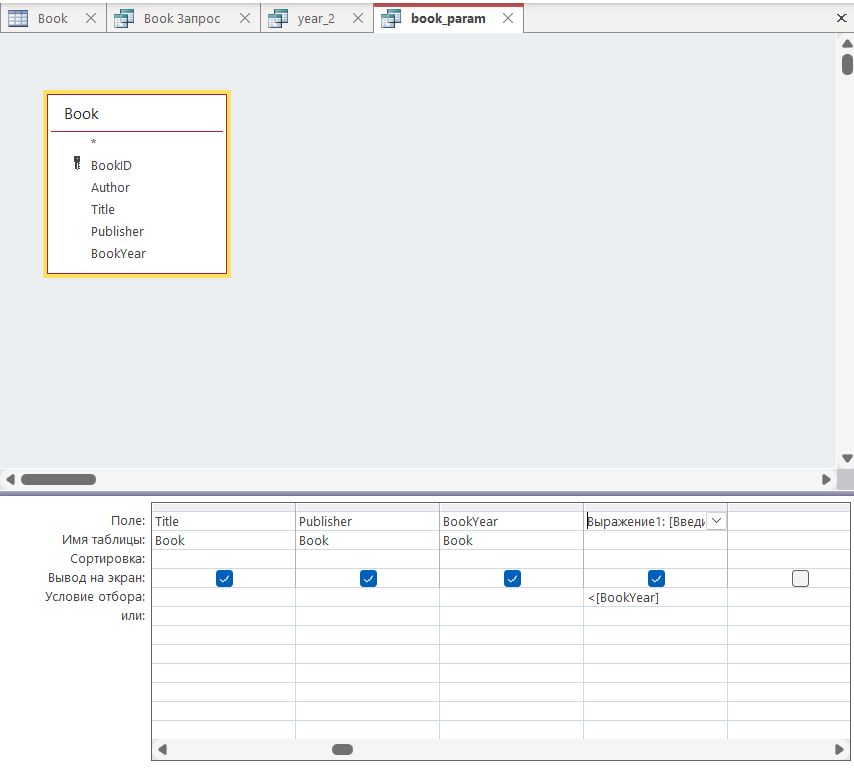 Book Book Запрос year_2 book_param
Book
*
BookID
Author
Title
Publisher
BookYear
Поле: Title Publisher BookYear Выражение1: [Введи
Имя таблицы: Book Book Book
Сортировка:
Вывод на экран:
Условие отбора: <[BookYear]
или: